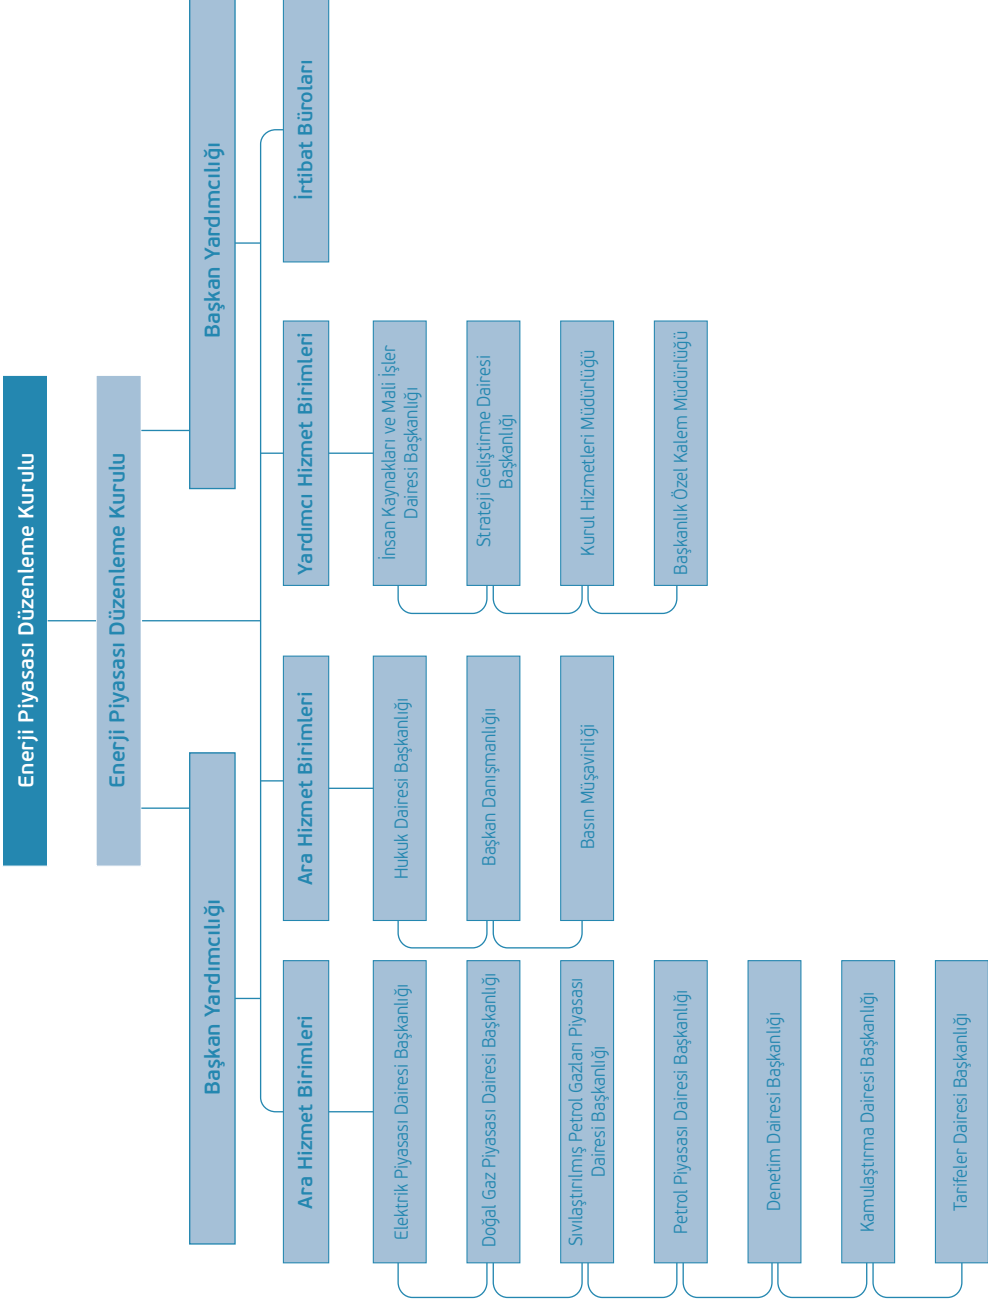 Enerji Piyasası Düzenleme Kurulu
Enerji Piyasası Düzenleme Kurulu
Başkan Yardımcılığı
Başkan Yardımcılığı
Ara Hizmet Birimleri
Elektrik Piyasası Dairesi Başkanlığı
Doğal Gaz Piyasası Dairesi Başkanlığı
Sıvılaştırılmış Petrol Gazları Piyasası
Dairesi Başkanlığı
Petrol Piyasası Dairesi Başkanlığı
Denetim Dairesi Başkanlığı
Kamulaştırma Dairesi Başkanlığı
Tarifeler Dairesi Başkanlığı
Ara Hizmet Birimleri
Hukuk Dairesi Başkanlığı
Başkan Danışmanlığıı
Basın Müşavirliği
Yardımcı Hizmet Birimleri
İnsan Kaynakları ve Mali İşler
Dairesi Başkanlığı
Strateji Geliştirme Dairesi
Başkanlığı
Kurul Hizmetleri Müdürlüğü
Başkanlık Özel Kalem Müdürlüğü
İrtibat Büroları